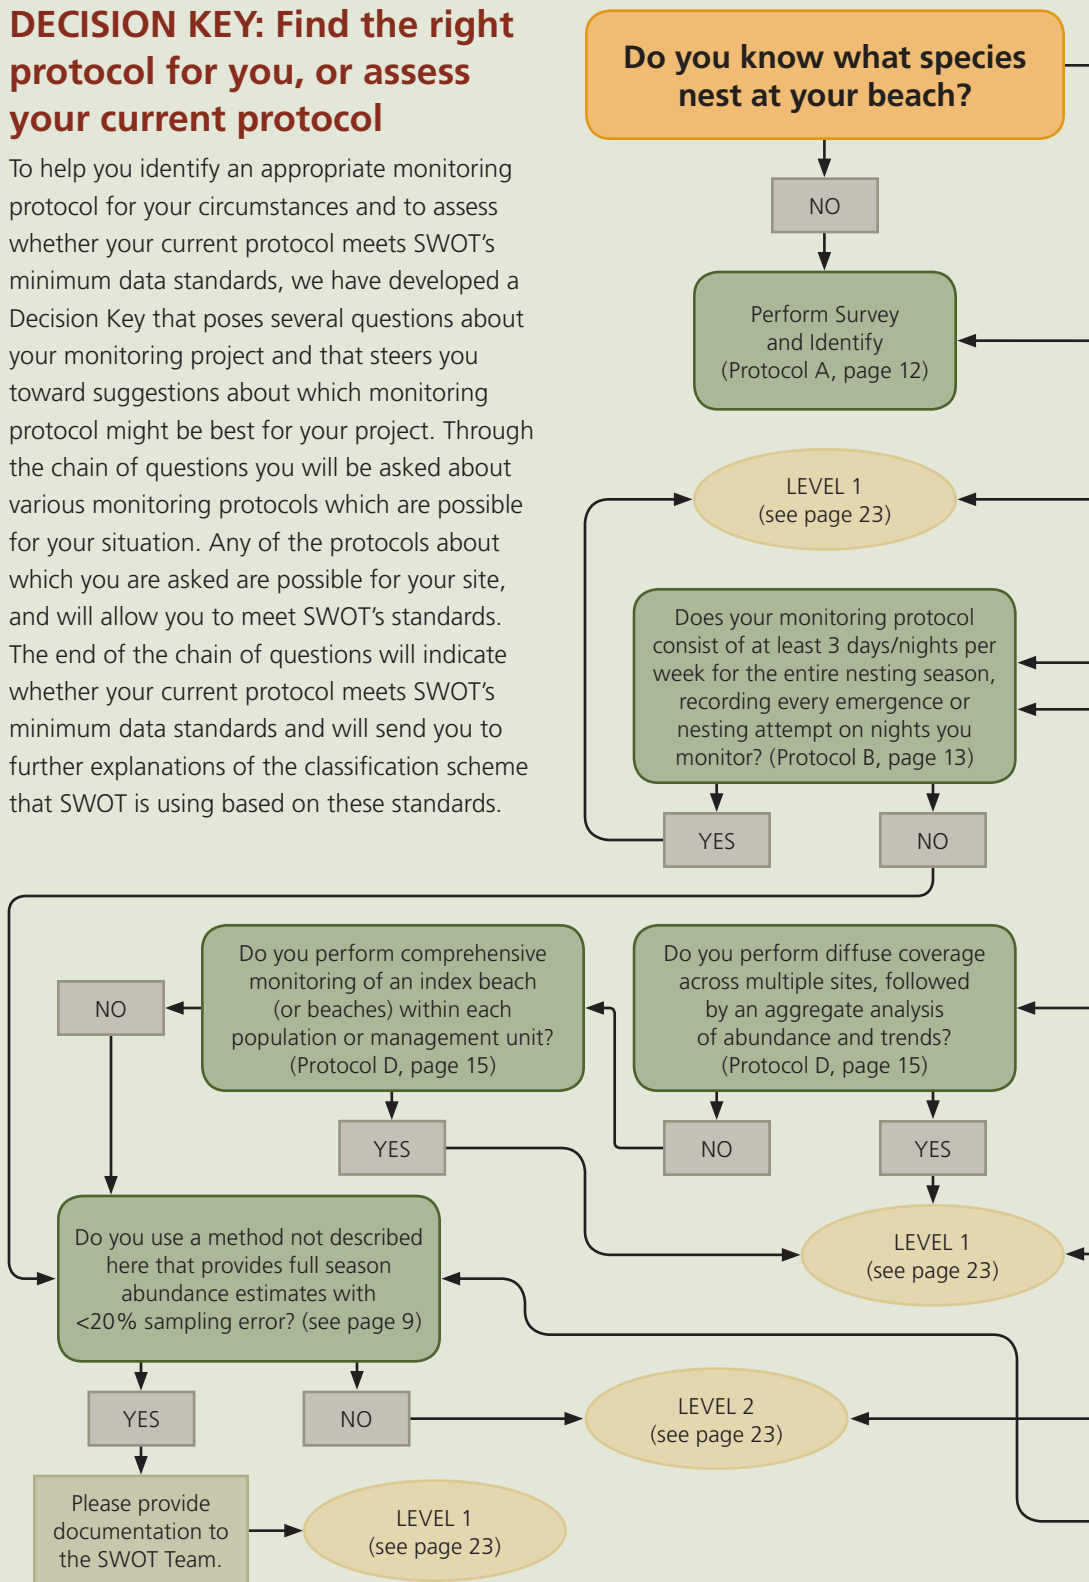 DECISION KEY: Find the right
protocol for you, or assess
your current protocol
To help you identify an appropriate monitoring
protocol for your circumstances and to assess
whether your current protocol meets SWOT's
minimum data standards, we have developed a
Decision Key that poses several questions about
your monitoring project and that steers you
toward suggestions about which monitoring
protocol might be best for your project. Through
the chain of questions you will be asked about
various monitoring protocols which are possible
for your situation. Any of the protocols about
which you are asked are possible for your site,
and will allow you to meet SWOT's standards.
The end of the chain of questions will indicate
whether your current protocol meets SWOT's
minimum data standards and will send you to
further explanations of the classification scheme
that SWOT is using based on these standards.
Do you know what species
nest at your beach?
NO
Perform Survey
and Identify
(Protocol A, page 12)
LEVEL 1
(see page 23)
Does your monitoring protocol
consist of at least 3 days/nights per
week for the entire nesting season,
recording every emergence or
nesting attempt on nights you
monitor? (Protocol B, page 13)
YES
NO
Do you perform diffuse coverage
across multiple sites, followed
by an aggregate analysis
of abundance and trends?
(Protocol D, page 15)
NO
YES
LEVEL 1
(see page 23)
Do you perform comprehensive
monitoring of an index beach
(or beaches) within each
population or management unit?
(Protocol D, page 15)
NO
YES
Do you use a method not described
here that provides full season
abundance estimates with
<20% sampling error? (see page 9)
YES
NO
LEVEL 2
(see page 23)
Please provide
documentation to
the SWOT Team.
LEVEL 1
(see page 23)